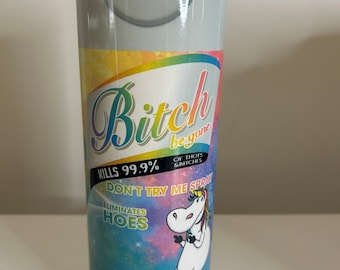 Bitch
be gone
KILLS 99.9%
OF THOTS
&BITCHES
DON'T TRY ME SPRAY
ELIMINATES
HOES